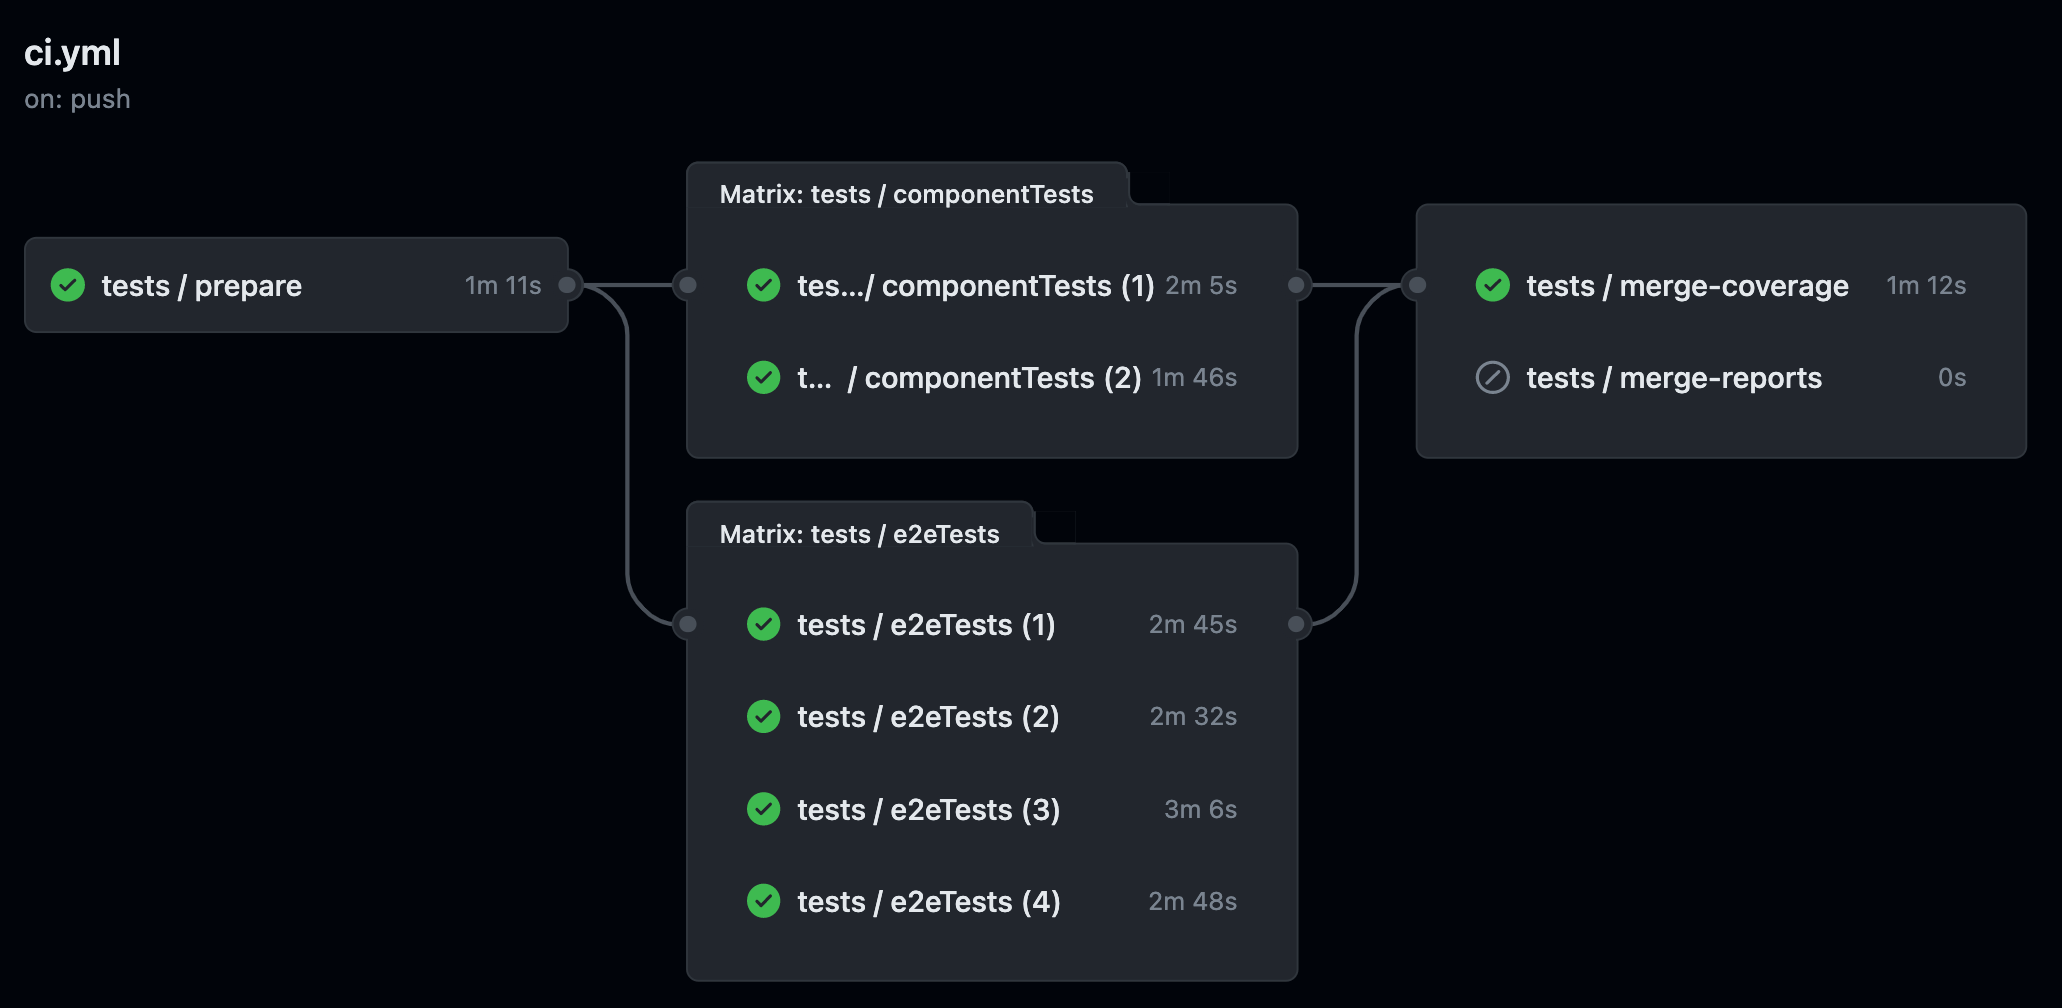 ci.yml
on: push
tests / prepare 1m 11s
Matrix: tests / componentTests
tes.../ componentTests (1) 2m 5s
t... / componentTests (2) 1m 46s
Matrix: tests / e2eTests
tests / e2eTests (1) 2m 45s
tests / e2eTests (2) 2m 32s
tests / e2eTests (3) 3m 6s
tests / e2eTests (4) 2m 48s
tests / merge-coverage 1m 12s
tests / merge-reports 0s